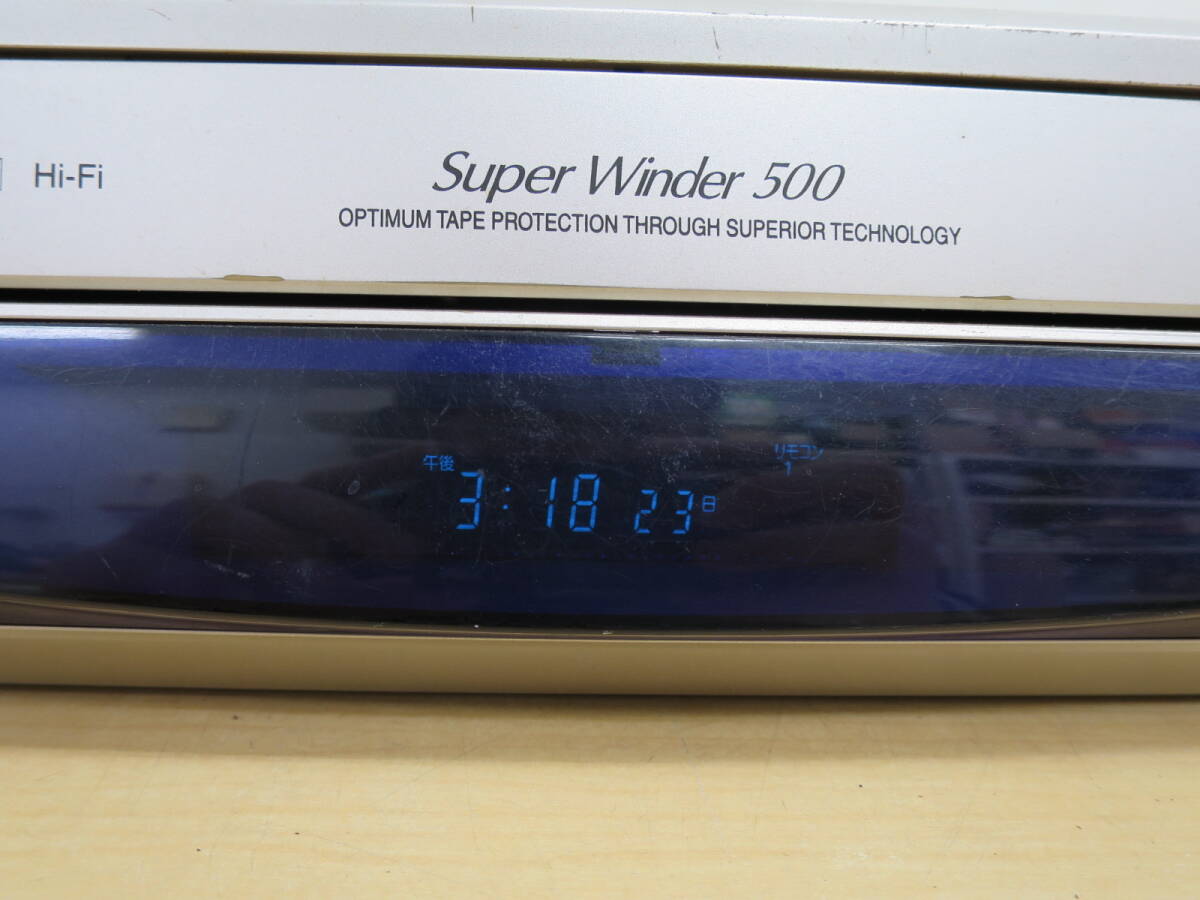 Hi-Fi
Super Winder 500
OPTIMUM TAPE PROTECTION THROUGH SUPERIOR TECHNOLOGY
リモコン
1
午後 3:18 23日